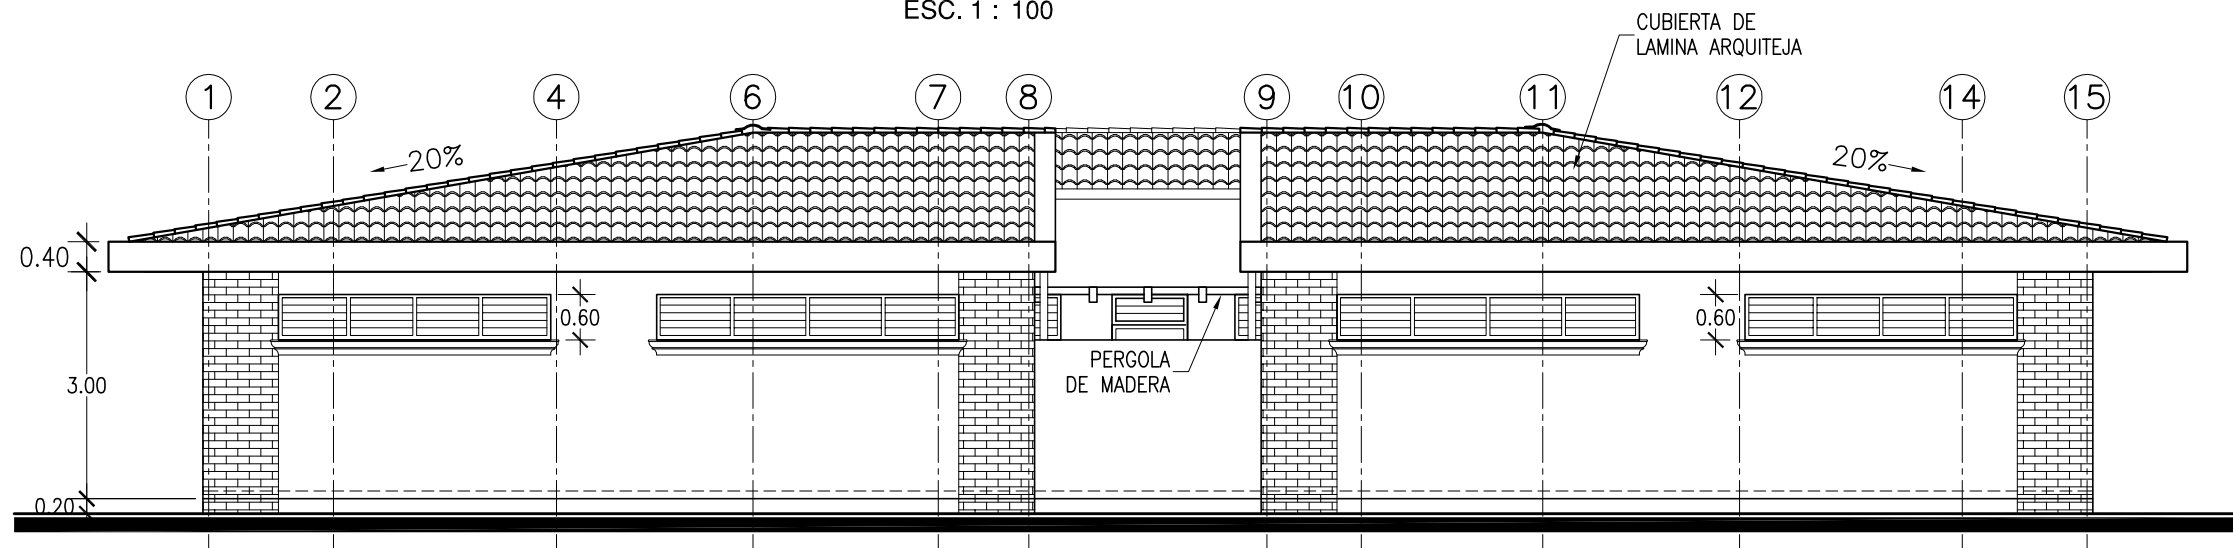 ESC. 1 : 100
CUBIERTA DE
LAMINA ARQUITEJA
1 2 4 6 7 8 9 10 11 12 14 15
20% 20%
0.40
0.60 0.60
PERGOLA
DE MADERA
3.00
0.20